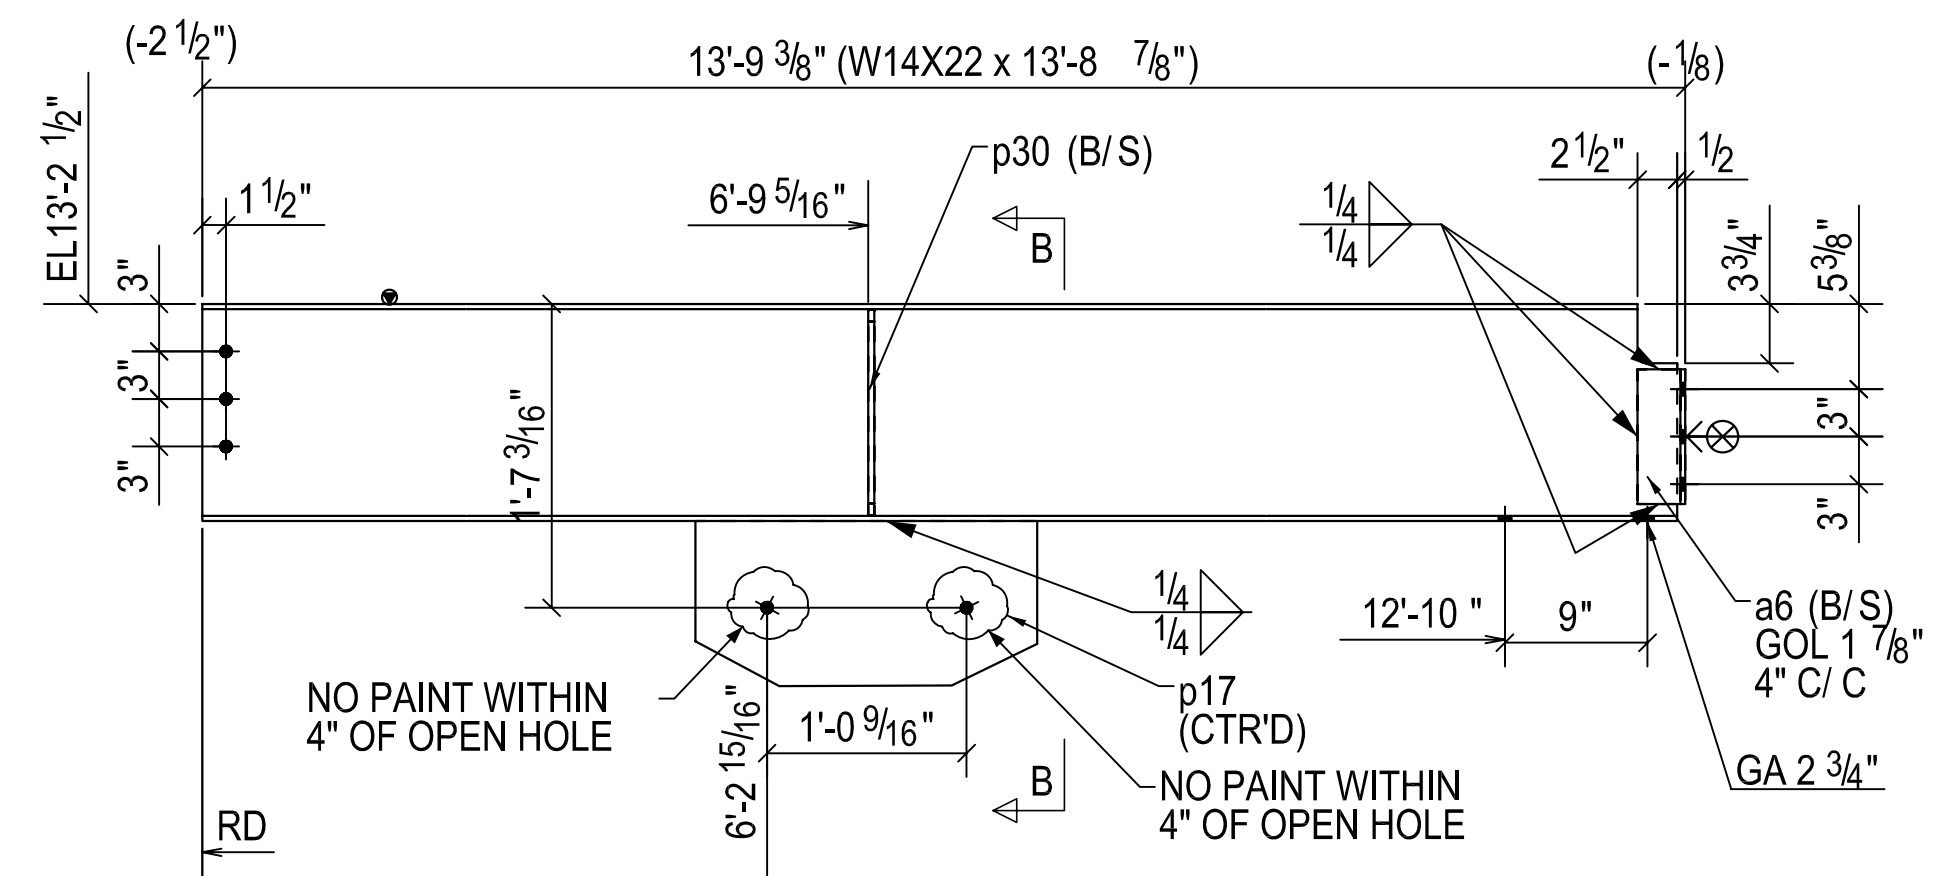 (-2 1/2")
13'-9 3/8" (W14X22 x 13'-8 7/8")
(- 1/8)
EL13'-2 1/2"
1 1/2"
6'-9 5/16"
p30 (B/S)
B
1/4
1/4
2 1/2"
1/2
3 3/4"
5 3/8"
3"
3"
3"
1'-7 3/16"
3"
3"
NO PAINT WITHIN
4" OF OPEN HOLE
6'-2 15/16"
1'-0 9/16"
1/4
1/4
p17
(CTR'D)
12'-10 "
9"
a6 (B/S)
GOL 1 7/8"
4" C/C
GA 2 3/4"
B
NO PAINT WITHIN
4" OF OPEN HOLE
RD